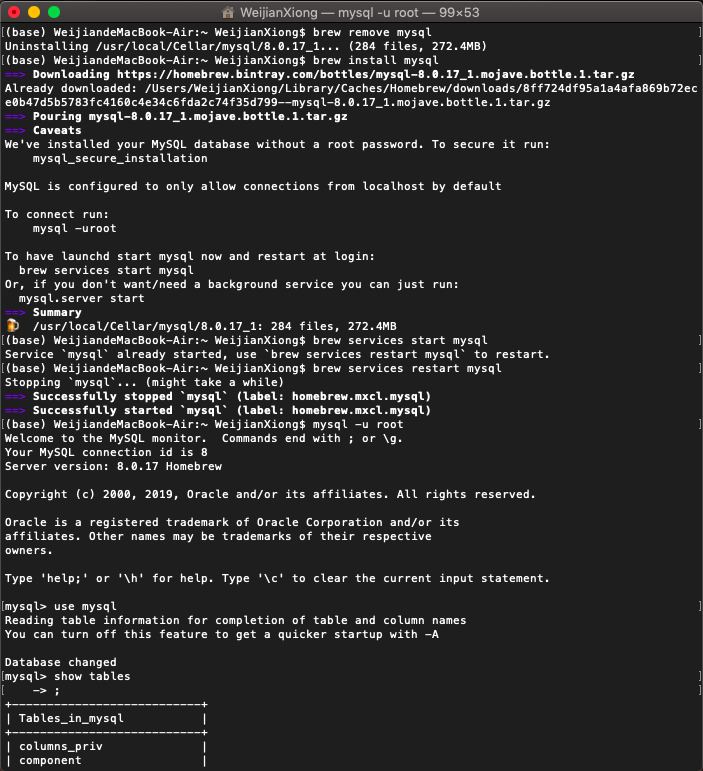 WeijianXiong — mysql -u root — 99×53
[(base) WeijiandeMacBook-Air:~ WeijianXiong$ brew remove mysql ]
Uninstalling /usr/local/Cellar/mysql/8.0.17_1... (284 files, 272.4MB)
[(base) WeijiandeMacBook-Air:~ WeijianXiong$ brew install mysql ]
==> Downloading https://homebrew.bintray.com/bottles/mysql-8.0.17_1.mojave.bottle.1.tar.gz
Already downloaded: /Users/WeijianXiong/Library/Caches/Homebrew/downloads/8ff724df95a1a4afa869b72ec
e0b47d5b5783fc4160c4e34c6fda2c74f35d799--mysql-8.0.17_1.mojave.bottle.1.tar.gz
==> Pouring mysql-8.0.17_1.mojave.bottle.1.tar.gz
==> Caveats
We've installed your MySQL database without a root password. To secure it run:
    mysql_secure_installation
MySQL is configured to only allow connections from localhost by default
To connect run:
    mysql -uroot
To have launchd start mysql now and restart at login:
  brew services start mysql
Or, if you don't want/need a background service you can just run:
  mysql.server start
==> Summary
🍺  /usr/local/Cellar/mysql/8.0.17_1: 284 files, 272.4MB
[(base) WeijiandeMacBook-Air:~ WeijianXiong$ brew services start mysql ]
Service `mysql` already started, use `brew services restart mysql` to restart.
[(base) WeijiandeMacBook-Air:~ WeijianXiong$ brew services restart mysql ]
Stopping `mysql`... (might take a while)
==> Successfully stopped `mysql` (label: homebrew.mxcl.mysql)
==> Successfully started `mysql` (label: homebrew.mxcl.mysql)
[(base) WeijiandeMacBook-Air:~ WeijianXiong$ mysql -u root ]
Welcome to the MySQL monitor.  Commands end with ; or \g.
Your MySQL connection id is 8
Server version: 8.0.17 Homebrew
Copyright (c) 2000, 2019, Oracle and/or its affiliates. All rights reserved.
Oracle is a registered trademark of Oracle Corporation and/or its
affiliates. Other names may be trademarks of their respective
owners.
Type 'help;' or '\h' for help. Type '\c' to clear the current input statement.
[mysql> use mysql ]
Reading table information for completion of table and column names
You can turn off this feature to get a quicker startup with -A
Database changed
[mysql> show tables ]
[    -> ; ]
+---------------------------+
| Tables_in_mysql           |
+---------------------------+
| columns_priv              |
| component                 |